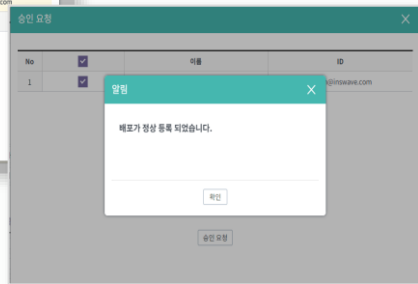 com
승인 요청
No 이름 ID
1 @inswave.com
알림
배포가 정상 등록 되었습니다.
확인
승인 요청